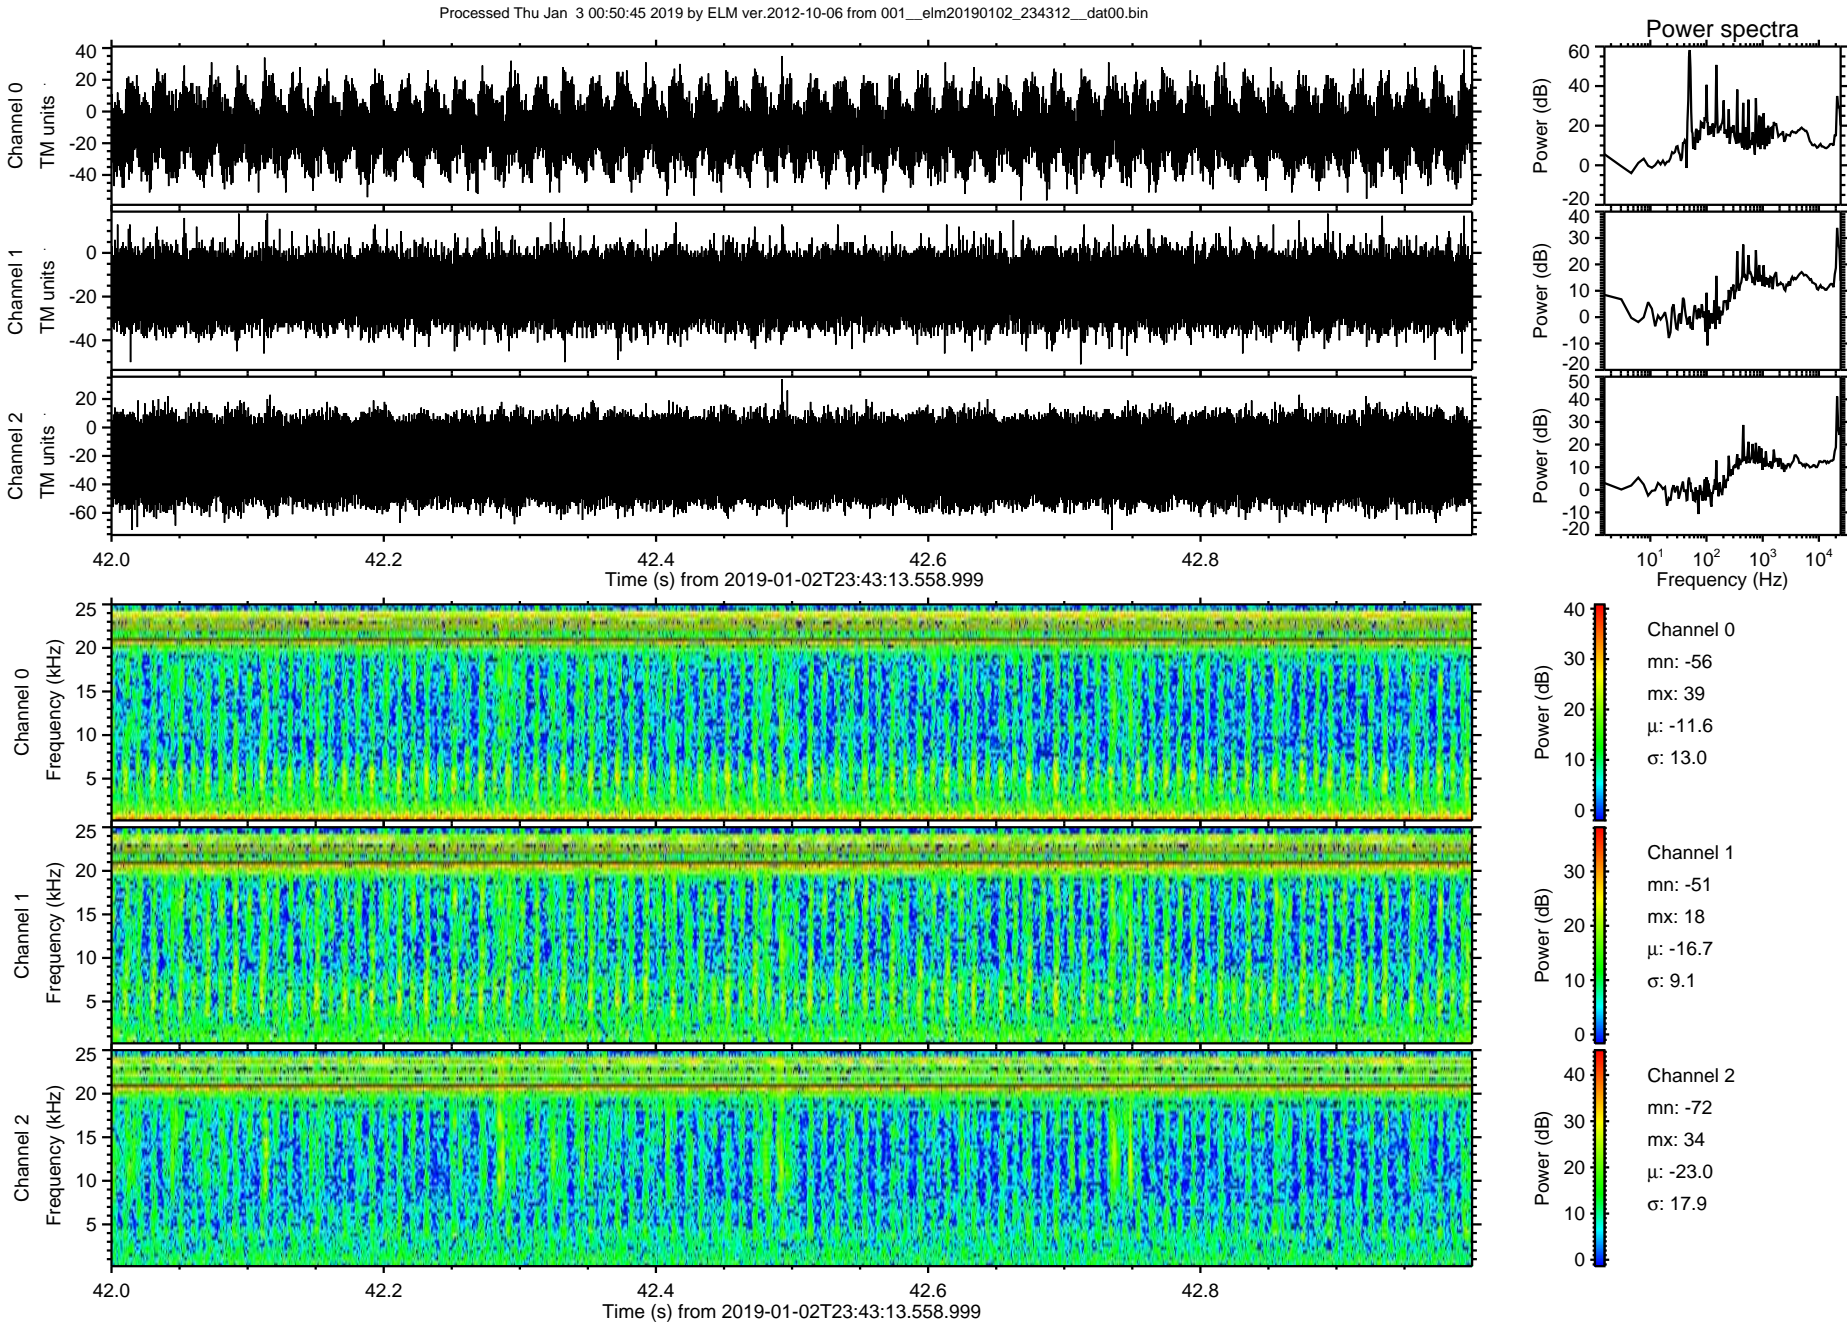 Processed Thu Jan  3 00:50:45 2019 by ELM ver.2012-10-06 from 001__elm20190102_234312__dat00.bin
Power spectra
Channel 0
TM units
40
20
0
-20
-40
Power (dB)
60
40
20
0
-20
Channel 1
TM units
0
-20
-40
Power (dB)
40
30
20
10
0
-10
-20
Channel 2
TM units
20
0
-20
-40
-60
Power (dB)
50
40
30
20
10
0
-10
-20
42.0 42.2 42.4 42.6 42.8
Time (s) from 2019-01-02T23:43:13.558.999
10^1 10^2 10^3 10^4
Frequency (Hz)
Channel 0
Frequency (kHz)
25
20
15
10
5
Power (dB)
40
30
20
10
0
Channel 0
mn: -56
mx: 39
μ: -11.6
σ: 13.0
Channel 1
Frequency (kHz)
25
20
15
10
5
Power (dB)
30
20
10
0
Channel 1
mn: -51
mx: 18
μ: -16.7
σ: 9.1
Channel 2
Frequency (kHz)
25
20
15
10
5
Power (dB)
40
30
20
10
0
Channel 2
mn: -72
mx: 34
μ: -23.0
σ: 17.9
42.0 42.2 42.4 42.6 42.8
Time (s) from 2019-01-02T23:43:13.558.999